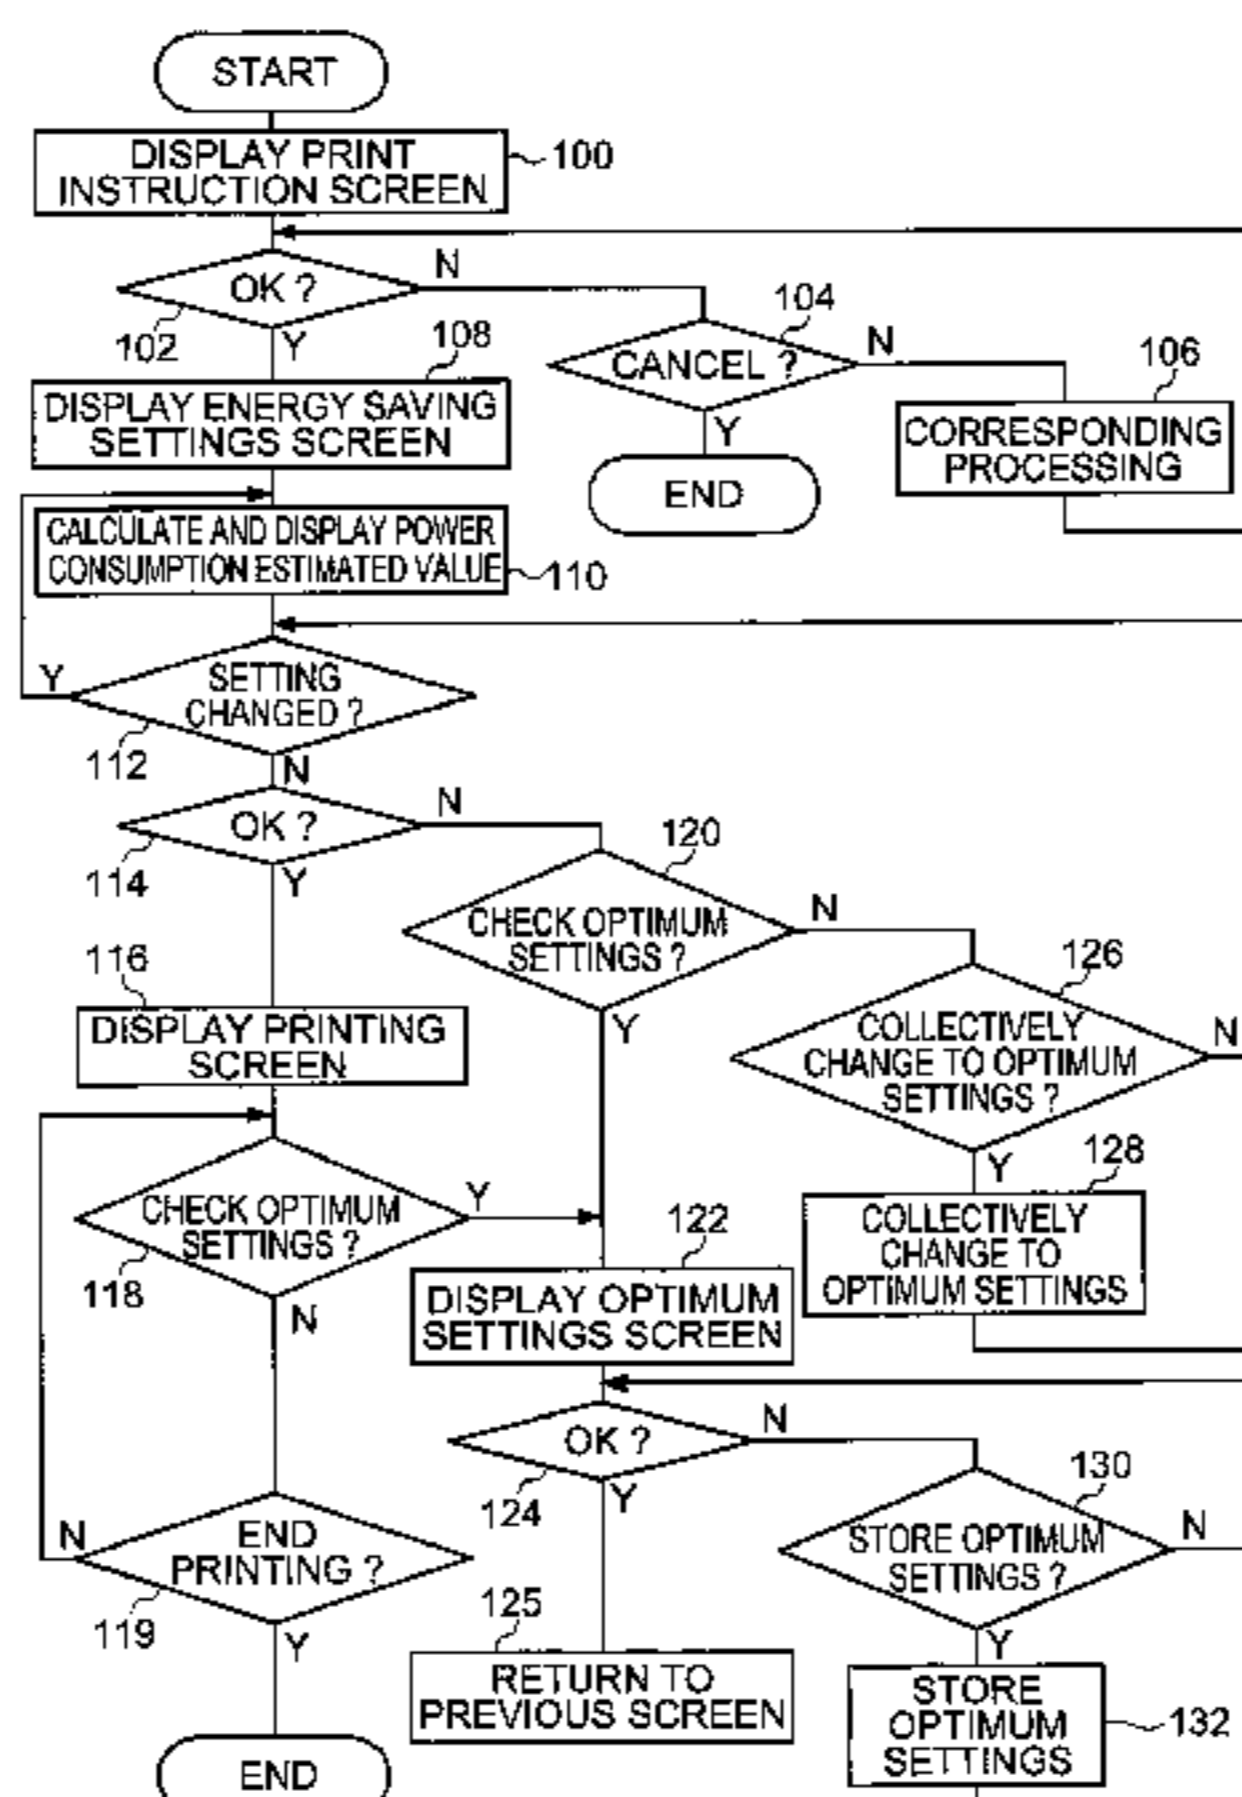 START
DISPLAY PRINT
INSTRUCTION SCREEN
100
OK ?
N
102
Y
104
CANCEL ?
N
Y
106
CORRESPONDING
PROCESSING
END
108
DISPLAY ENERGY SAVING
SETTINGS SCREEN
CALCULATE AND DISPLAY POWER
CONSUMPTION ESTIMATED VALUE
110
Y
SETTING
CHANGED ?
112
N
OK ?
N
114
Y
120
CHECK OPTIMUM
SETTINGS ?
N
Y
116
DISPLAY PRINTING
SCREEN
126
COLLECTIVELY
CHANGE TO OPTIMUM
SETTINGS ?
N
Y
128
COLLECTIVELY
CHANGE TO
OPTIMUM SETTINGS
CHECK OPTIMUM
SETTINGS ?
Y
118
N
122
DISPLAY OPTIMUM
SETTINGS SCREEN
OK ?
N
124
Y
130
STORE OPTIMUM
SETTINGS ?
N
Y
N
END
PRINTING ?
119
Y
125
RETURN TO
PREVIOUS SCREEN
STORE
OPTIMUM
SETTINGS
132
END